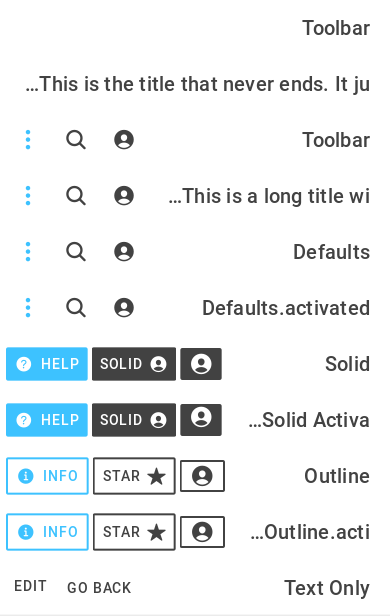 Toolbar
...This is the title that never ends. It ju
Toolbar
...This is a long title wi
Defaults
Defaults.activated
HELP SOLID Solid
HELP SOLID ...Solid Activa
INFO STAR Outline
INFO STAR ...Outline.acti
EDIT GO BACK Text Only